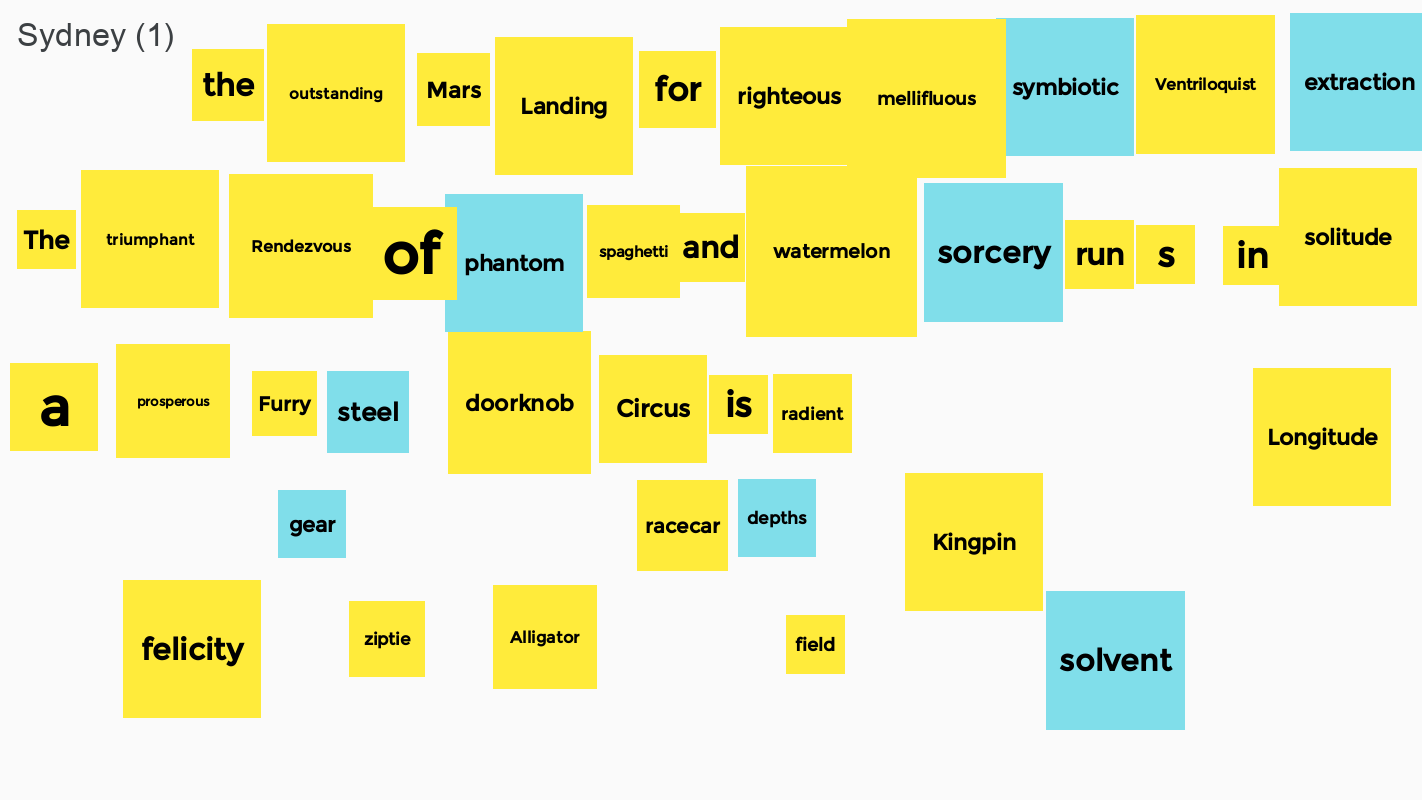 Sydney (1)
the outstanding Mars Landing for righteous mellifluous symbiotic Ventriloquist extraction
The triumphant Rendezvous of phantom spaghetti and watermelon sorcery run s in solitude
a prosperous Furry steel doorknob Circus is radient Longitude
gear racecar depths Kingpin
felicity ziptie Alligator field solvent